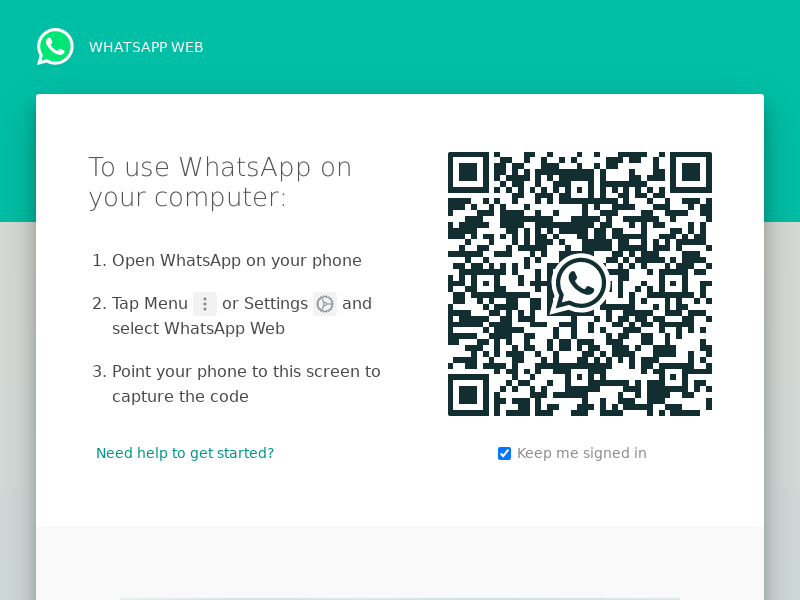 WHATSAPP WEB
To use WhatsApp on
your computer:
1. Open WhatsApp on your phone
2. Tap Menu or Settings and
select WhatsApp Web
3. Point your phone to this screen to
capture the code
Need help to get started?
Keep me signed in